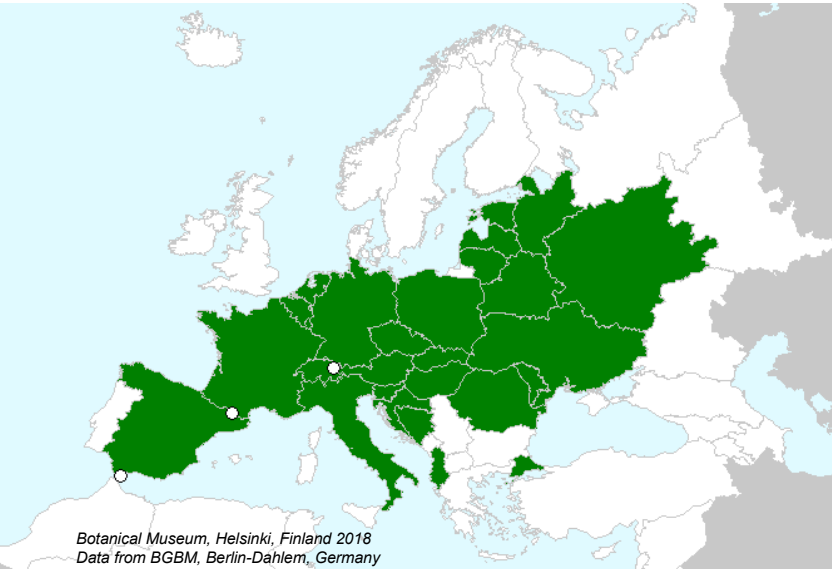 Botanical Museum, Helsinki, Finland 2018
Data from BGBM, Berlin-Dahlem, Germany